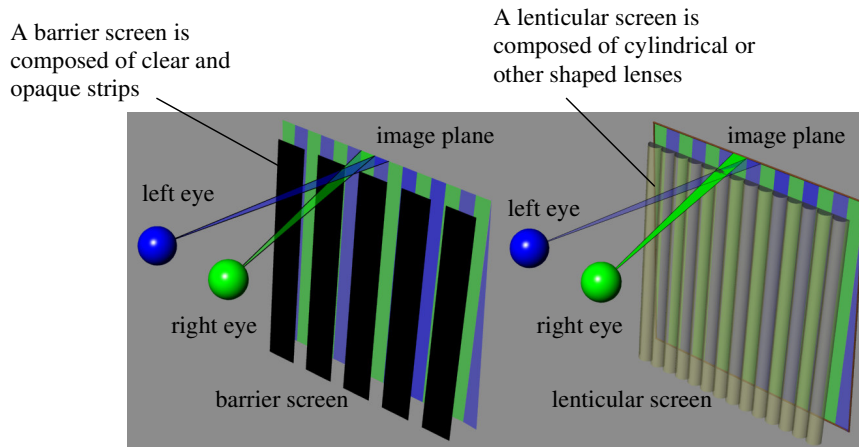 A barrier screen is
composed of clear and
opaque strips
A lenticular screen is
composed of cylindrical or
other shaped lenses
image plane
left eye
right eye
barrier screen
image plane
left eye
right eye
lenticular screen